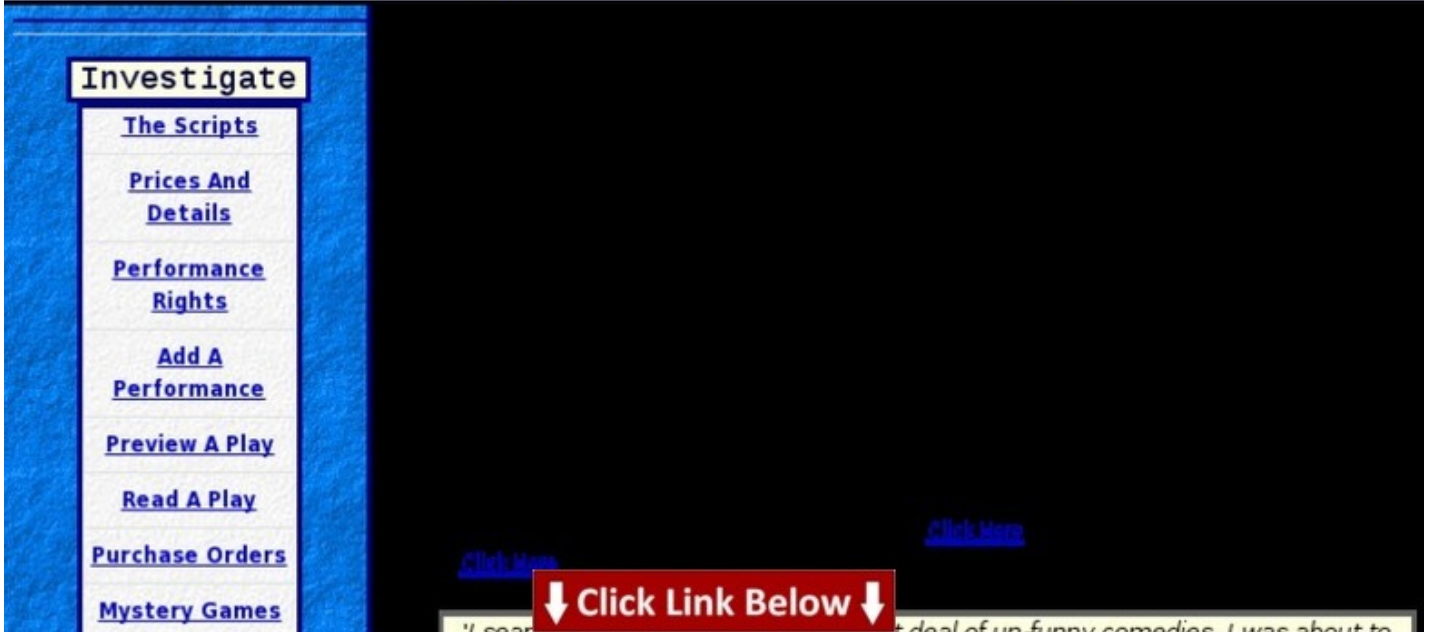 Investigate
The Scripts
Prices And
Details
Performance
Rights
Add A
Performance
Preview A Play
Read A Play
Purchase Orders
Mystery Games
Click Here
Click Here
Click Link Below
deal of un-funny comedies. I was about to